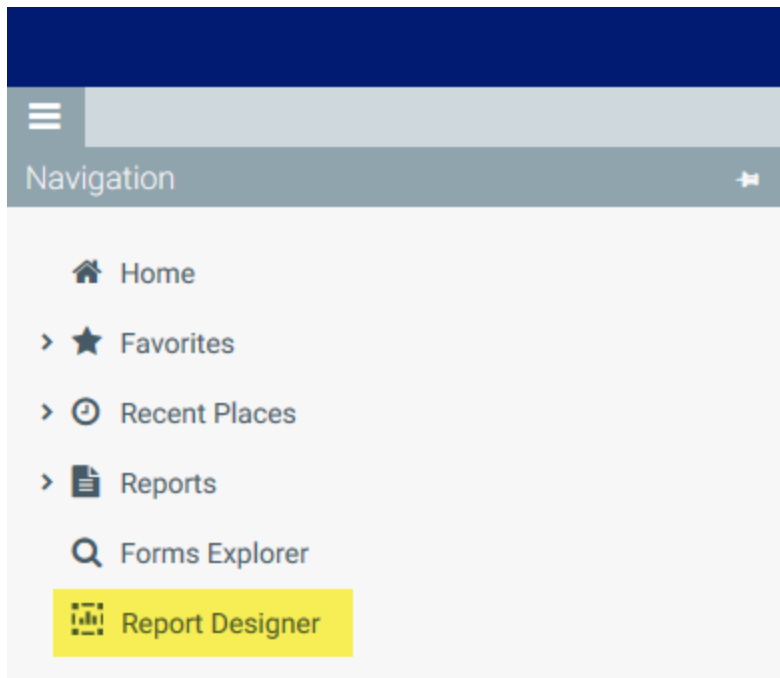 Navigation
Home
Favorites
Recent Places
Reports
Forms Explorer
Report Designer